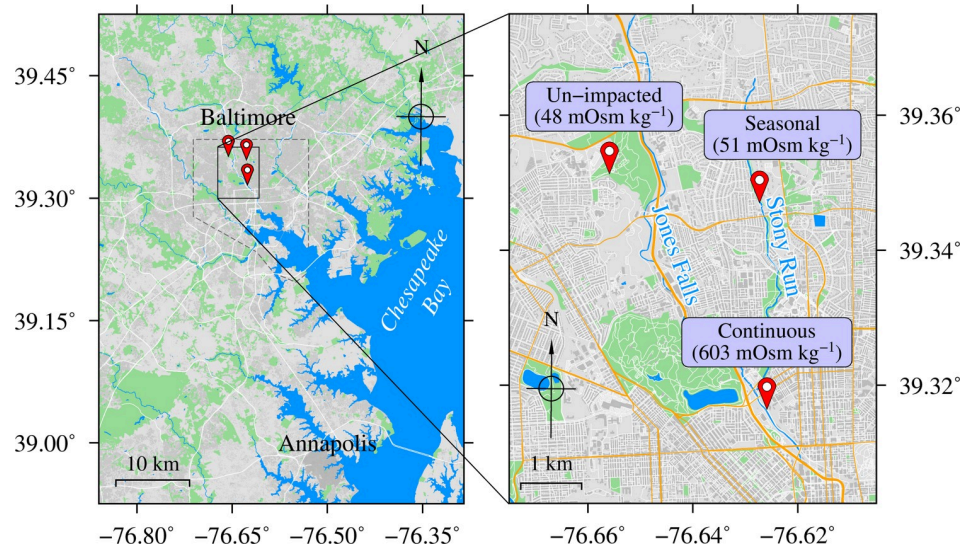 39.45°
39.30°
39.15°
39.00°
−76.80°
−76.65°
−76.50°
−76.35°
Baltimore
N
Chesapeake
Bay
Annapolis
10 km
Un−impacted
(48 mOsm kg⁻¹)
Seasonal
(51 mOsm kg⁻¹)
Jones Falls
Stony Run
Continuous
(603 mOsm kg⁻¹)
N
1 km
39.36°
39.34°
39.32°
−76.66°
−76.64°
−76.62°